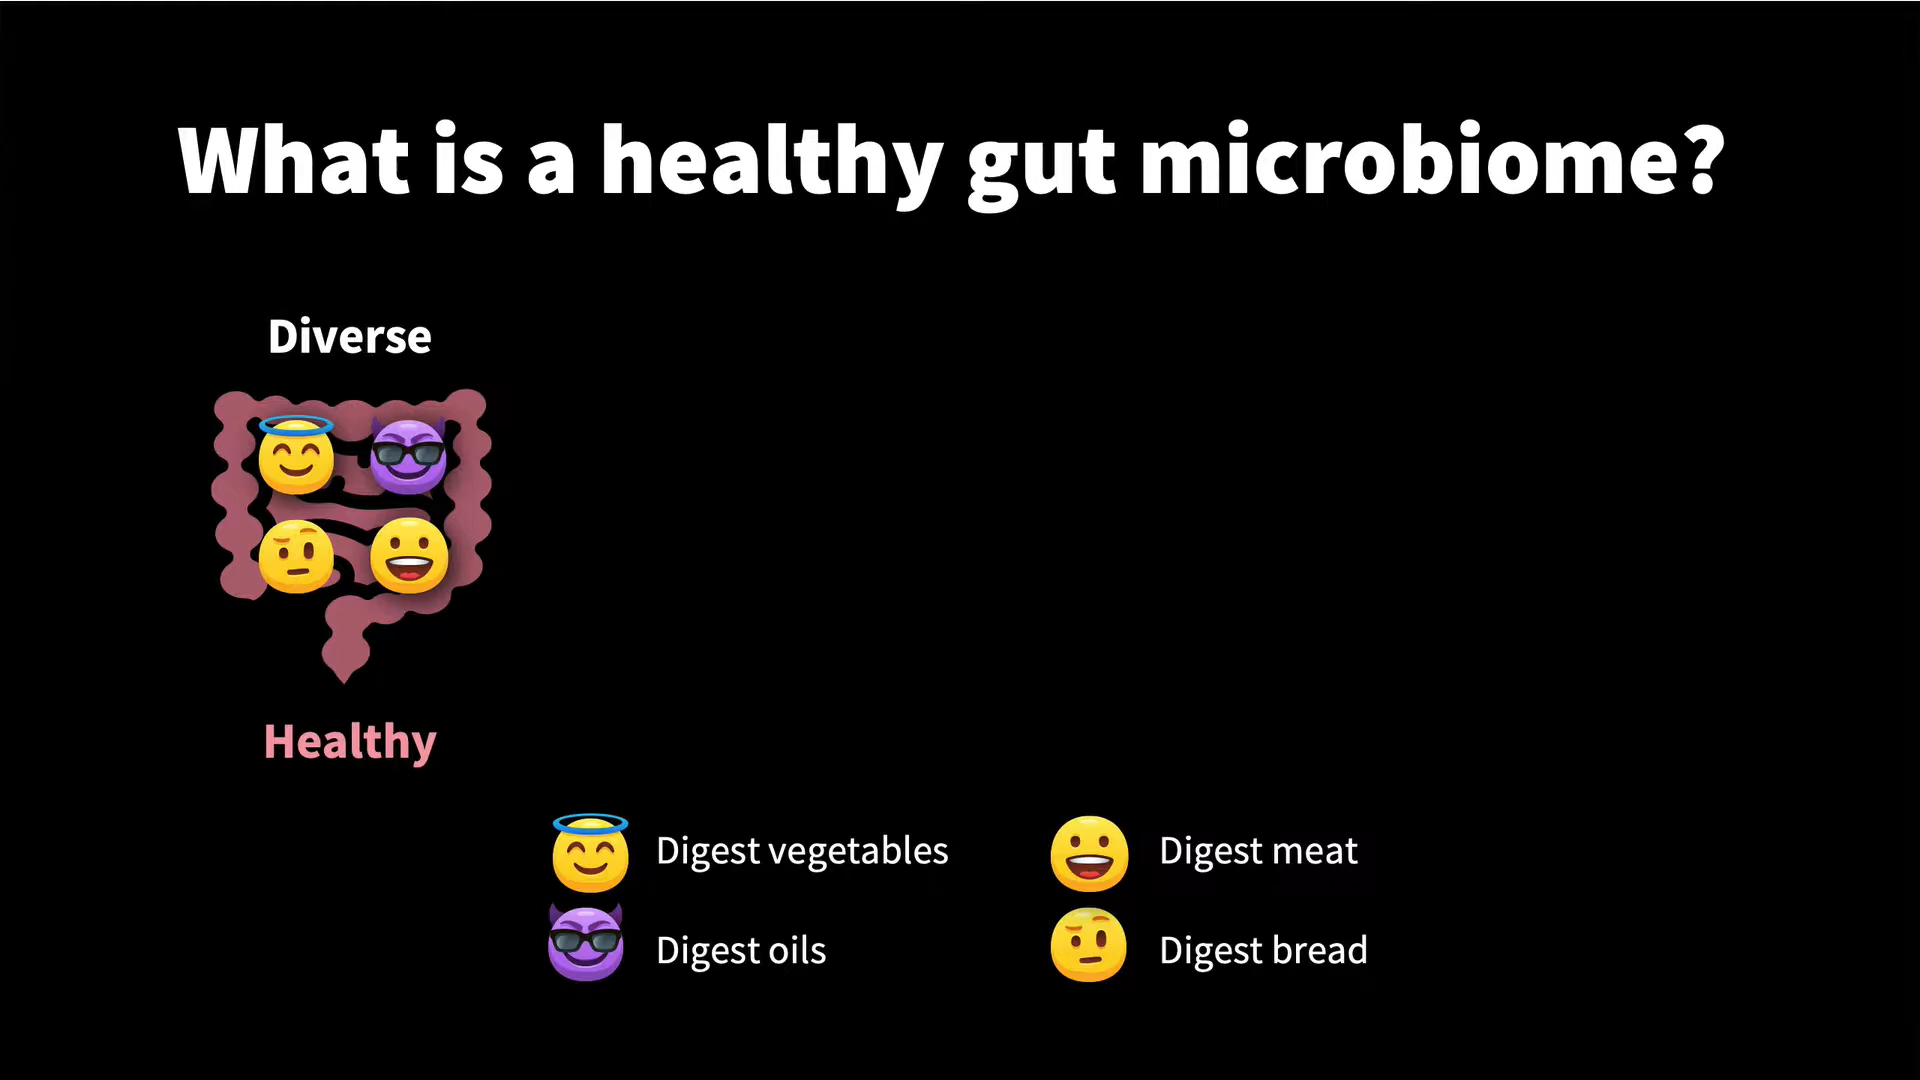 What is a healthy gut microbiome?
Diverse
Healthy
Digest vegetables
Digest meat
Digest oils
Digest bread